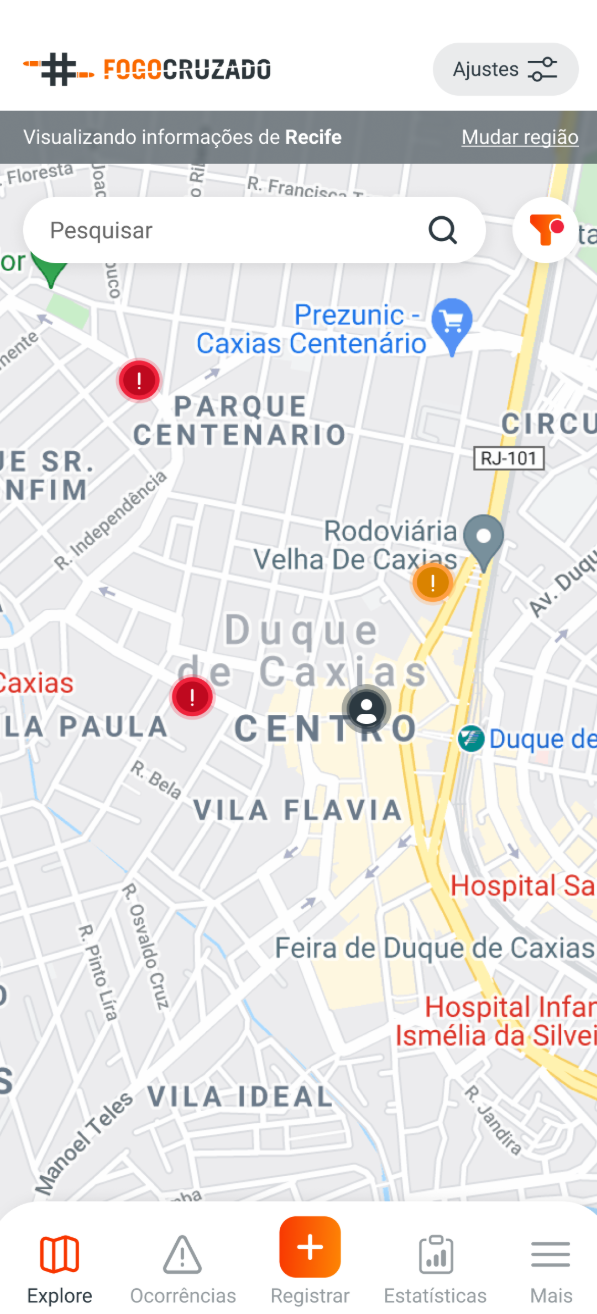 FOGOCRUZADO
Ajustes
Visualizando informações de Recife
Mudar região
Floresta
R. Francisca T
Pesquisar
or
Prezunic -
Caxias Centenário
PARQUE
CENTENARIO
CIRCU
RJ-101
UE SR.
NFIM
R. Independência
Rodoviária
Velha De Caxias
Av. Duqu
Duque
de Caxias
Caxias
LA PAULA
CENTRO
Duque de
R. Bela
VILA FLAVIA
Hospital Sa
R. Osvaldo Cruz
R. Pinto Lira
Feira de Duque de Caxias
Hospital Infan
Ismélia da Silvei
S
VILA IDEAL
R. Jandira
Manoel Teles
Explore
Ocorrências
Registrar
Estatísticas
Mais